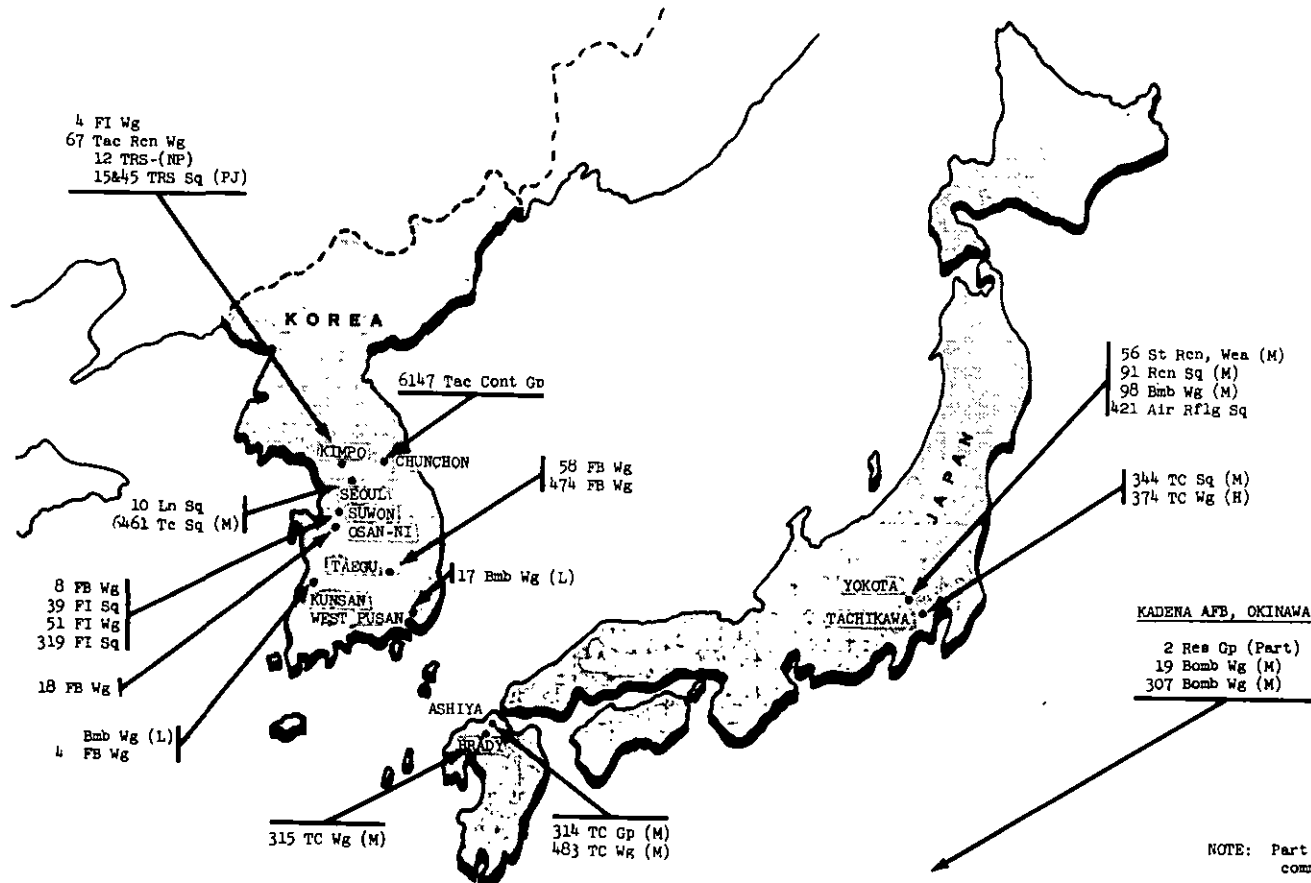 4 FI Wg
67 Tac Rcn Wg
12 TRS-(NP)
15&45 TRS Sq (PJ)
KOREA
6147 Tac Cont Gp
KIMPO
CHUNCHON
SEOUL
SUWON
OSAN-NI
TAEGU
KUNSAN
WEST PUSAN
10 Ln Sq
6461 Tc Sq (M)
58 FB Wg
474 FB Wg
17 Bmb Wg (L)
8 FB Wg
39 FI Sq
51 FI Wg
319 FI Sq
18 FB Wg
Bmb Wg (L)
4 FB Wg
ASHIYA
BRADY
315 TC Wg (M)
314 TC Gp (M)
483 TC Wg (M)
JAPAN
56 St Rcn, Wea (M)
91 Rcn Sq (M)
98 Bmb Wg (M)
421 Air Rflg Sq
344 TC Sq (M)
374 TC Wg (H)
YOKOTA
TACHIKAWA
KADENA AFB, OKINAWA
2 Res Gp (Part)
19 Bomb Wg (M)
307 Bomb Wg (M)
NOTE: Part